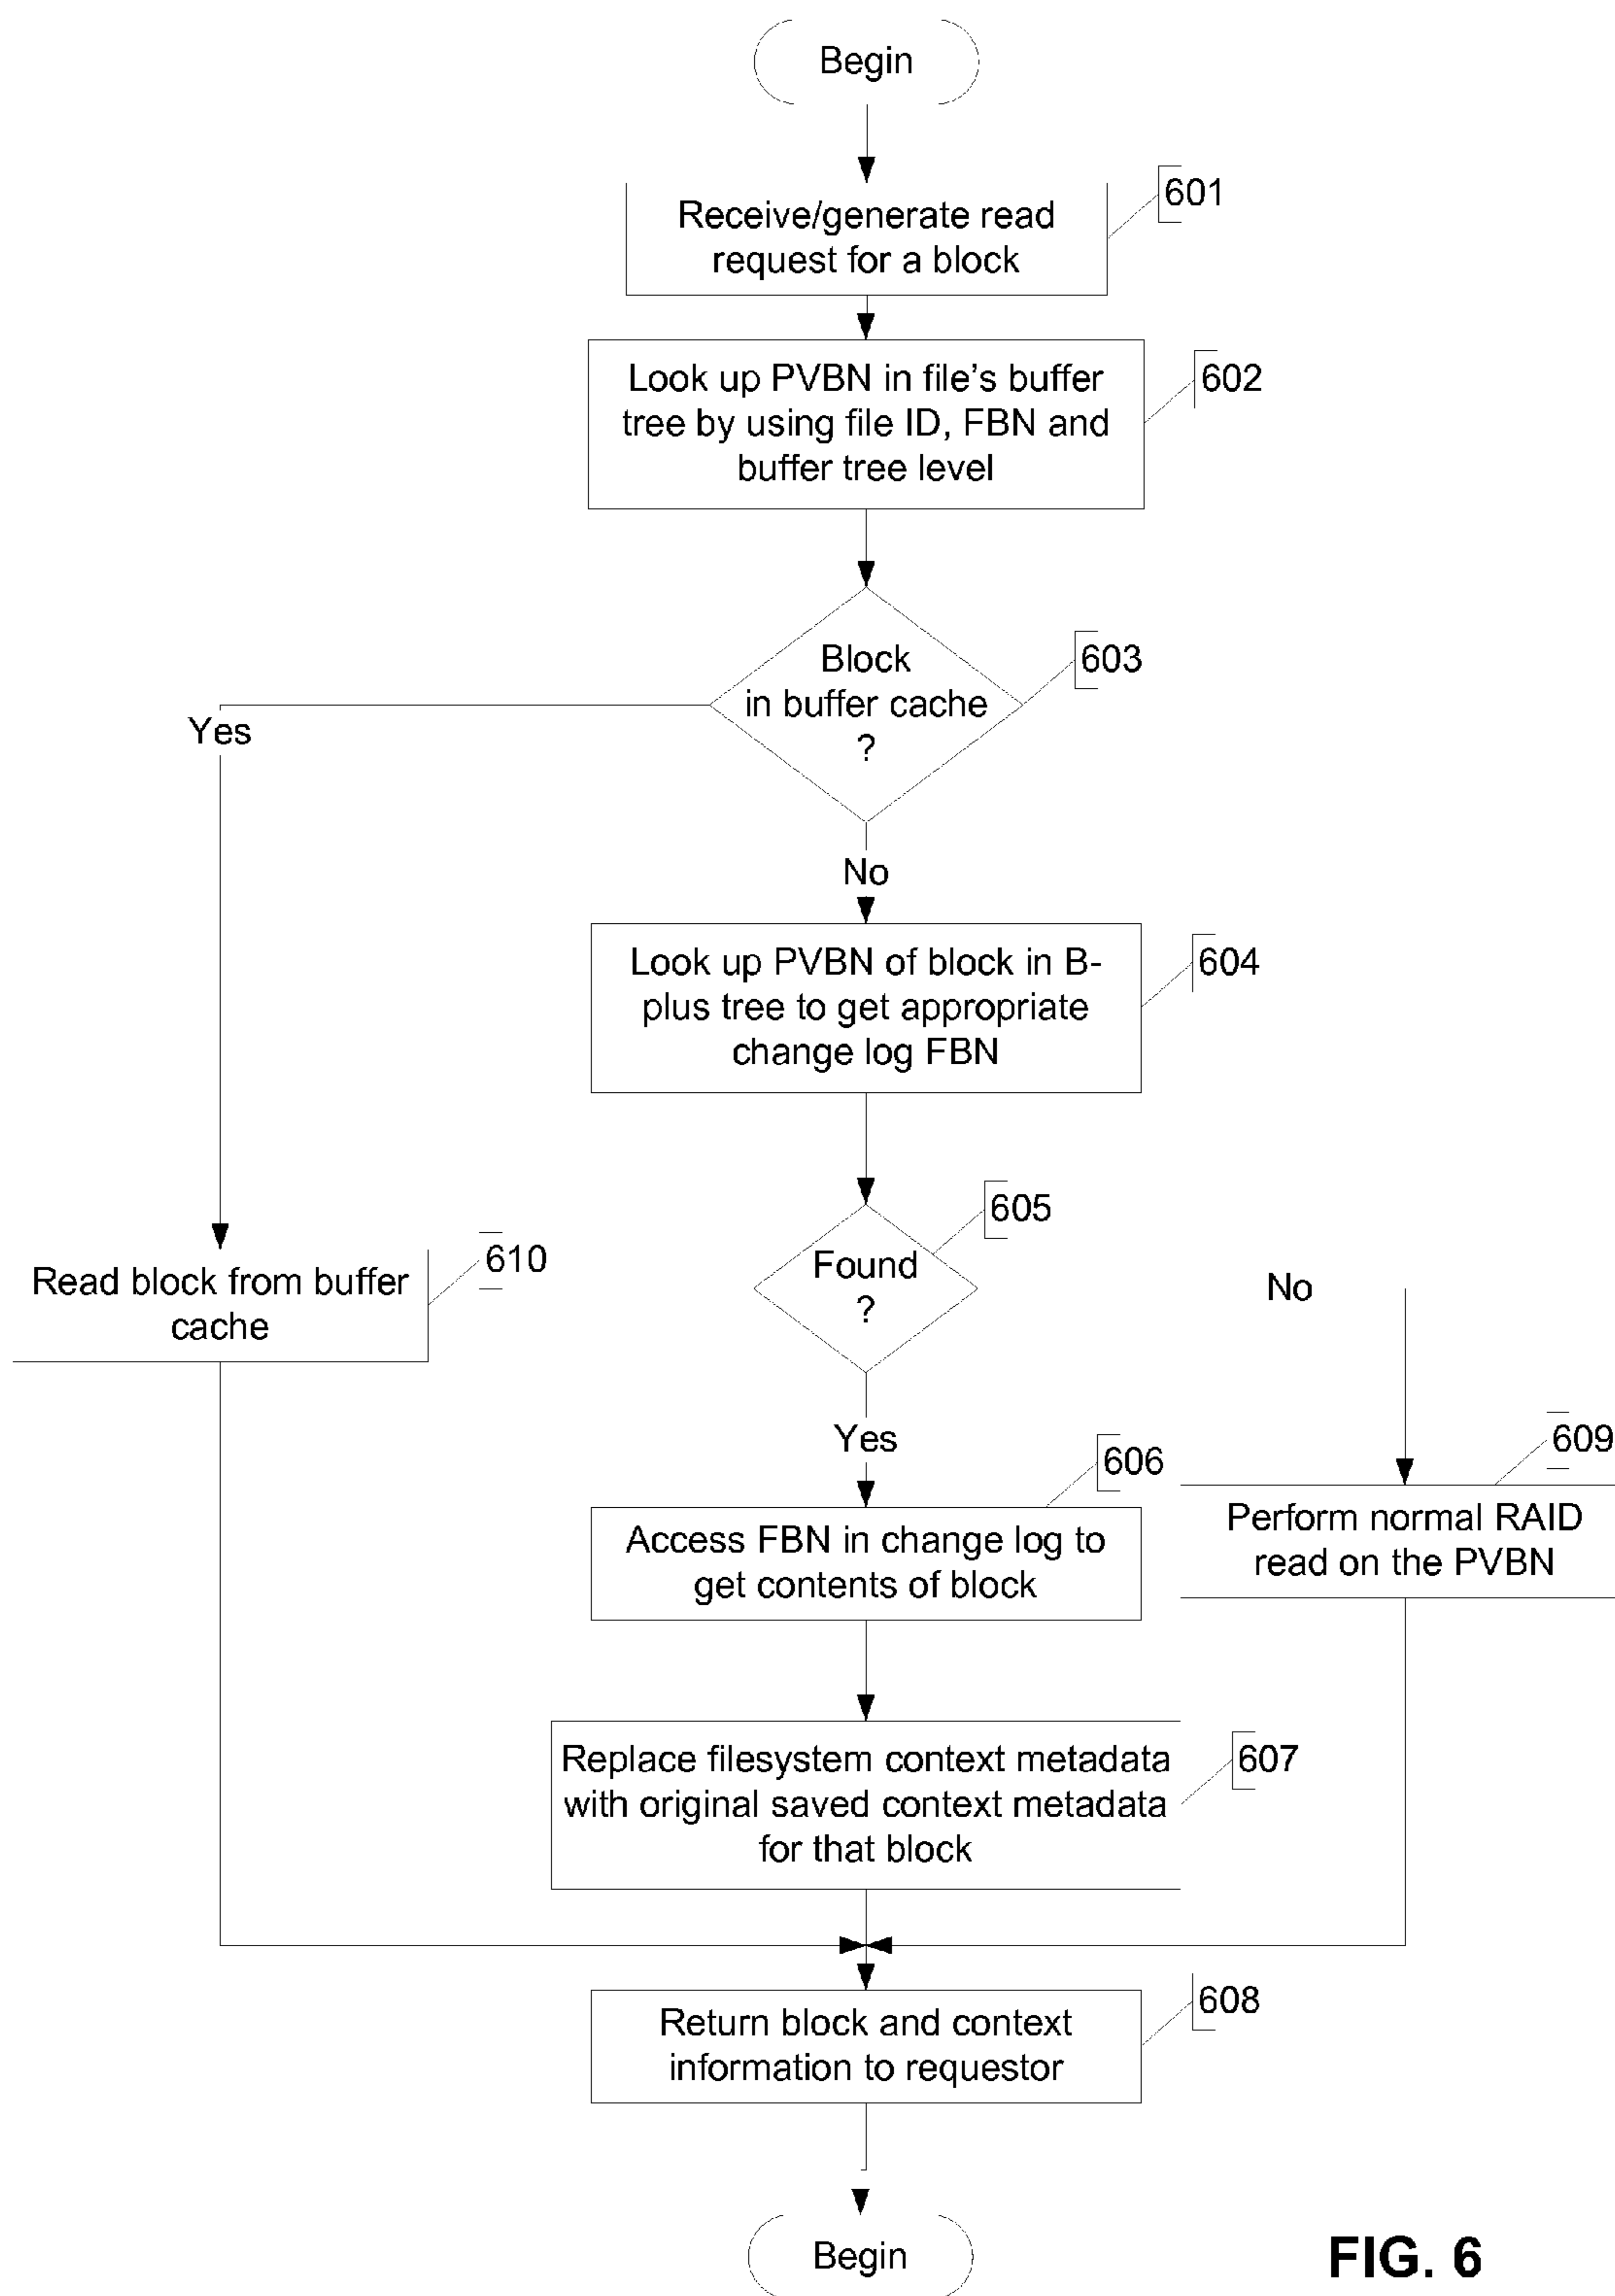 Begin
601
Receive/generate read
request for a block
602
Look up PVBN in file's buffer
tree by using file ID, FBN and
buffer tree level
603
Block
in buffer cache
?
Yes
No
604
Look up PVBN of block in B-
plus tree to get appropriate
change log FBN
605
Found
?
610
Read block from buffer
cache
No
Yes
606
609
Access FBN in change log to
get contents of block
Perform normal RAID
read on the PVBN
607
Replace filesystem context metadata
with original saved context metadata
for that block
608
Return block and context
information to requestor
Begin
FIG. 6